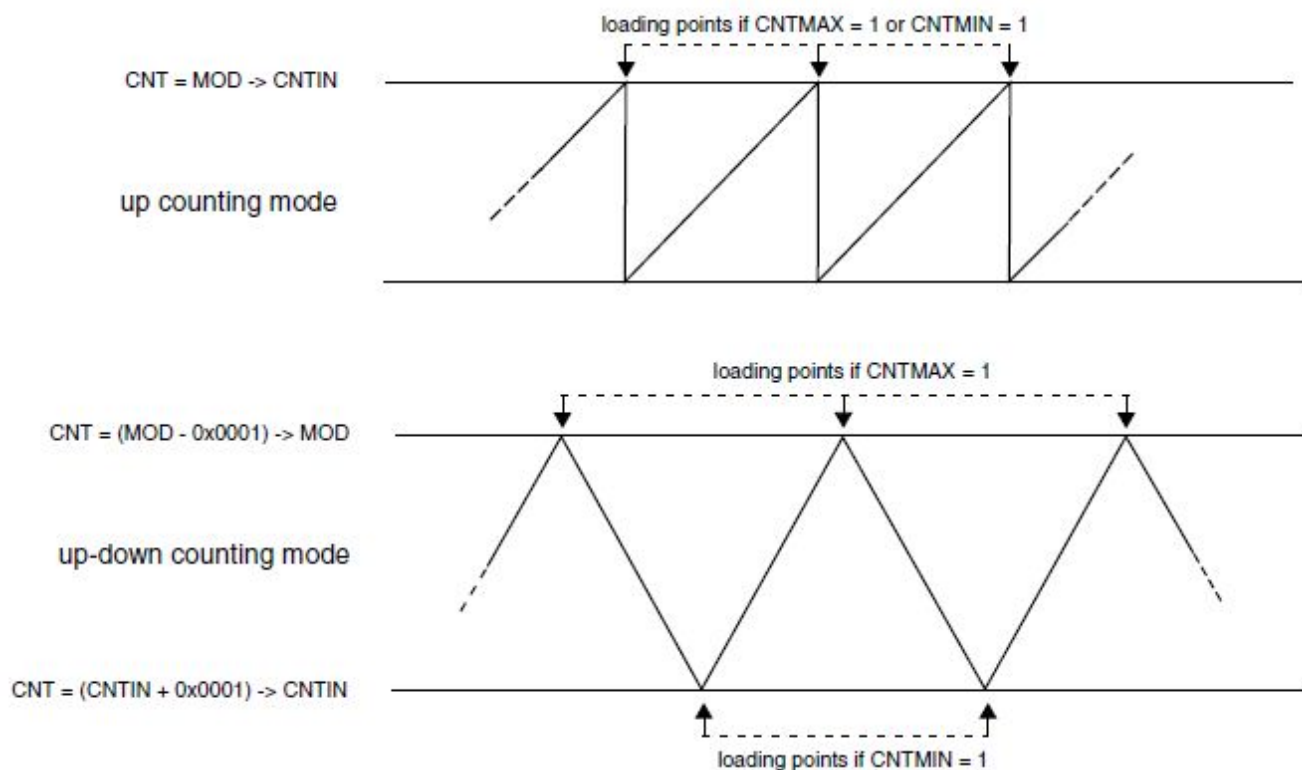 loading points if CNTMAX = 1 or CNTMIN = 1
CNT = MOD -> CNTIN
up counting mode
loading points if CNTMAX = 1
CNT = (MOD - 0x0001) -> MOD
up-down counting mode
CNT = (CNTIN + 0x0001) -> CNTIN
loading points if CNTMIN = 1